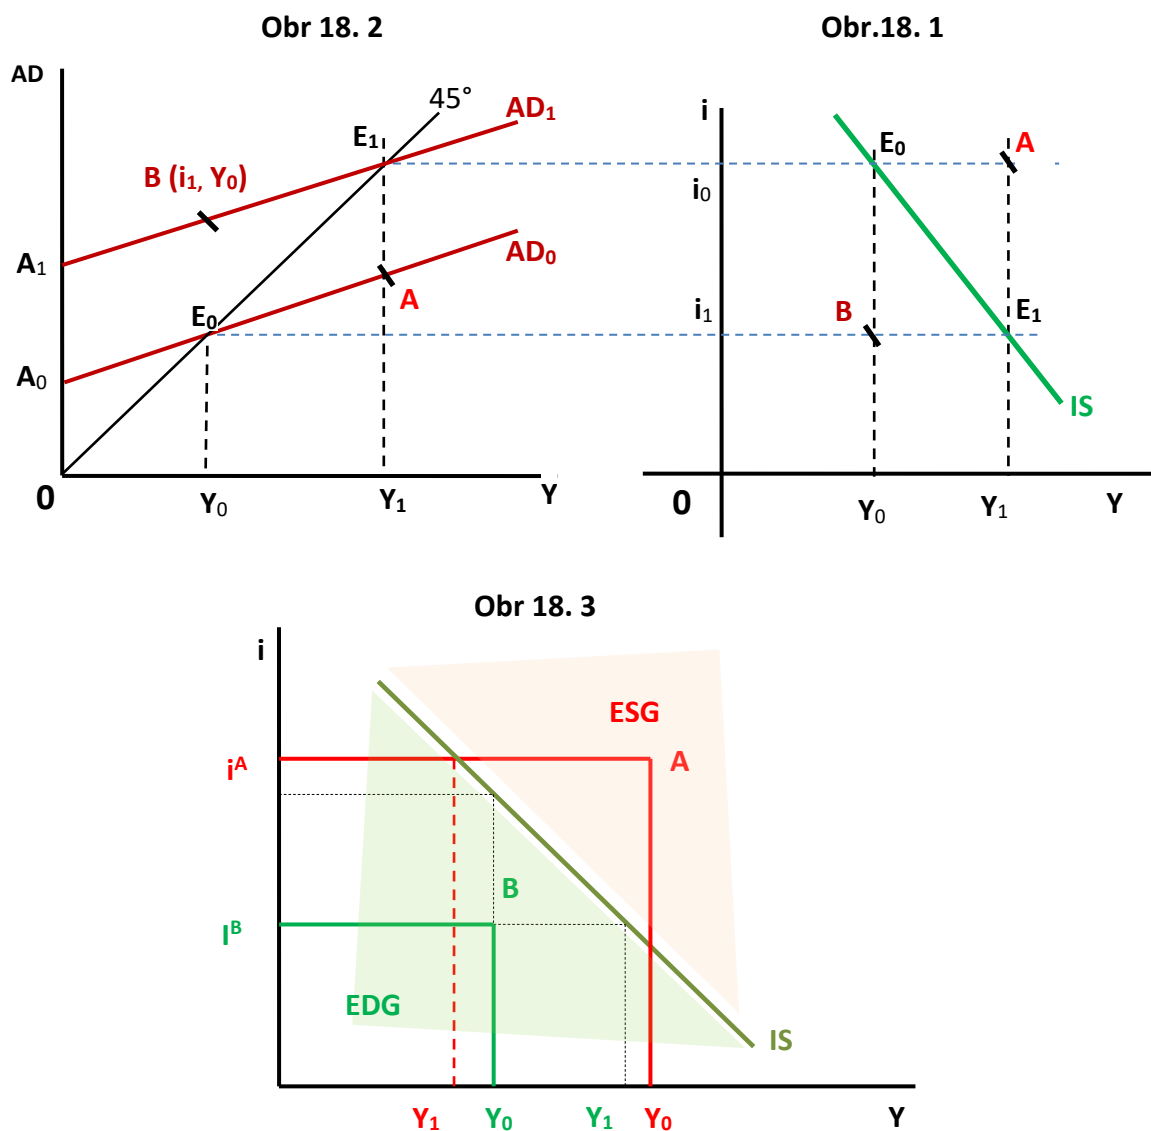 Obr 18. 2
AD
45°
AD₁
E₁
B (i₁, Y₀)
A₁
AD₀
A
E₀
A₀
0
Y₀
Y₁
Y
Obr.18. 1
i
E₀
A
i₀
i₁
B
E₁
IS
0
Y₀
Y₁
Y
Obr 18. 3
i
ESG
A
iᴬ
B
Iᴮ
EDG
IS
Y₁
Y₀
Y₁
Y₀
Y